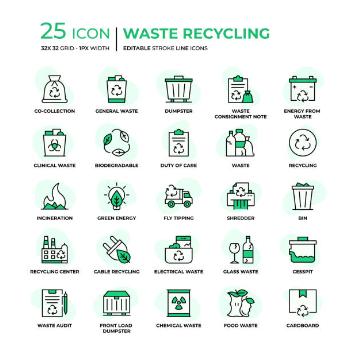 25 ICON WASTE RECYCLING
32X 32 GRID - 1PX WIDTH EDITABLE STROKE LINE ICONS
CO-COLLECTION
GENERAL WASTE
DUMPSTER
WASTE
CONSIGNMENT NOTE
ENERGY FROM
WASTE
CLINICAL WASTE
BIODEGRADABLE
DUTY OF CARE
WASTE
RECYCLING
INCINERATION
GREEN ENERGY
FLY TIPPING
SHREDDER
BIN
RECYCLING CENTER
CABLE RECYCLING
ELECTRICAL WASTE
GLASS WASTE
CESSPIT
WASTE AUDIT
FRONT LOAD
DUMPSTER
CHEMICAL WASTE
FOOD WASTE
CARDBOARD